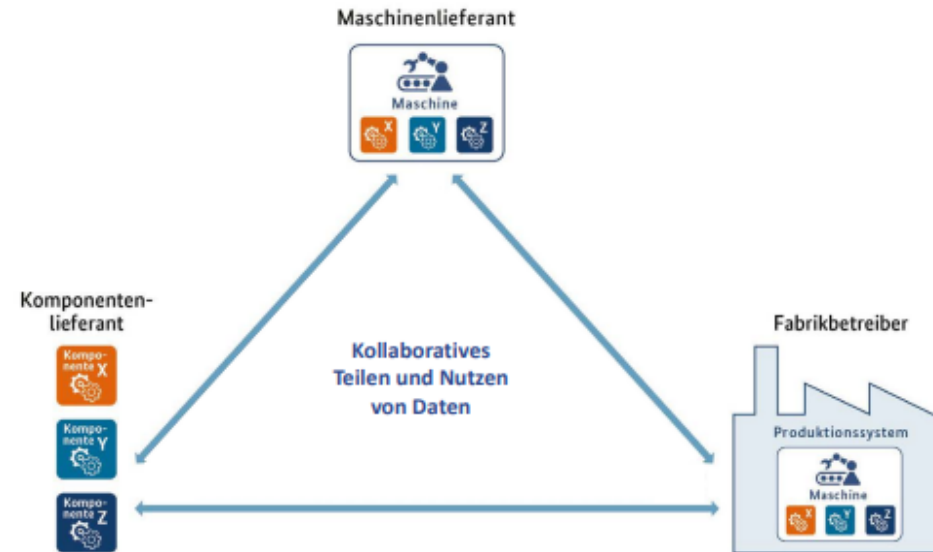 Maschinenlieferant
Maschine
X Y Z
Komponenten-
lieferant
Kompo-
nente X
Kompo-
nente Y
Kompo-
nente Z
Kollaboratives
Teilen und Nutzen
von Daten
Fabrikbetreiber
Produktionssystem
Maschine
X Y Z